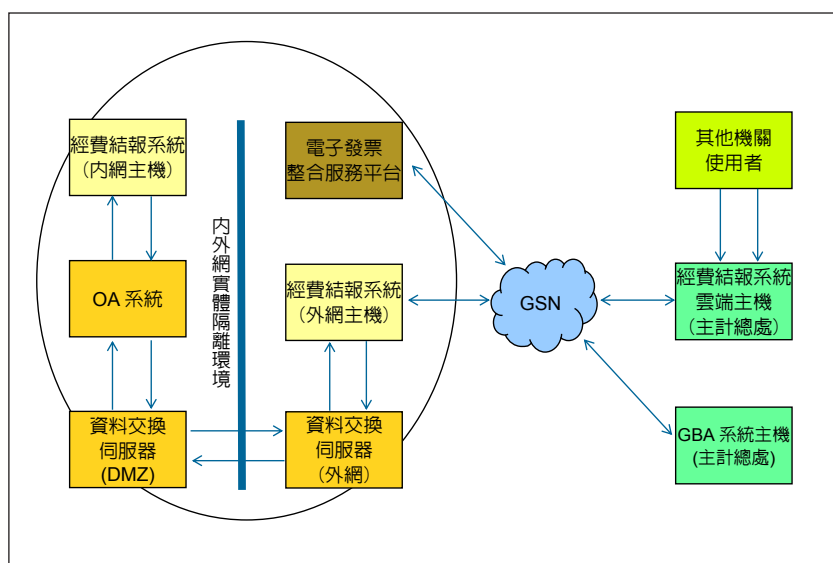 經費結報系統
（內網主機）
OA 系統
資料交換
伺服器
(DMZ)
內外網實體隔離環境
電子發票
整合服務平台
經費結報系統
（外網主機）
資料交換
伺服器
（外網）
GSN
其他機關
使用者
經費結報系統
雲端主機
（主計總處）
GBA 系統主機
(主計總處)